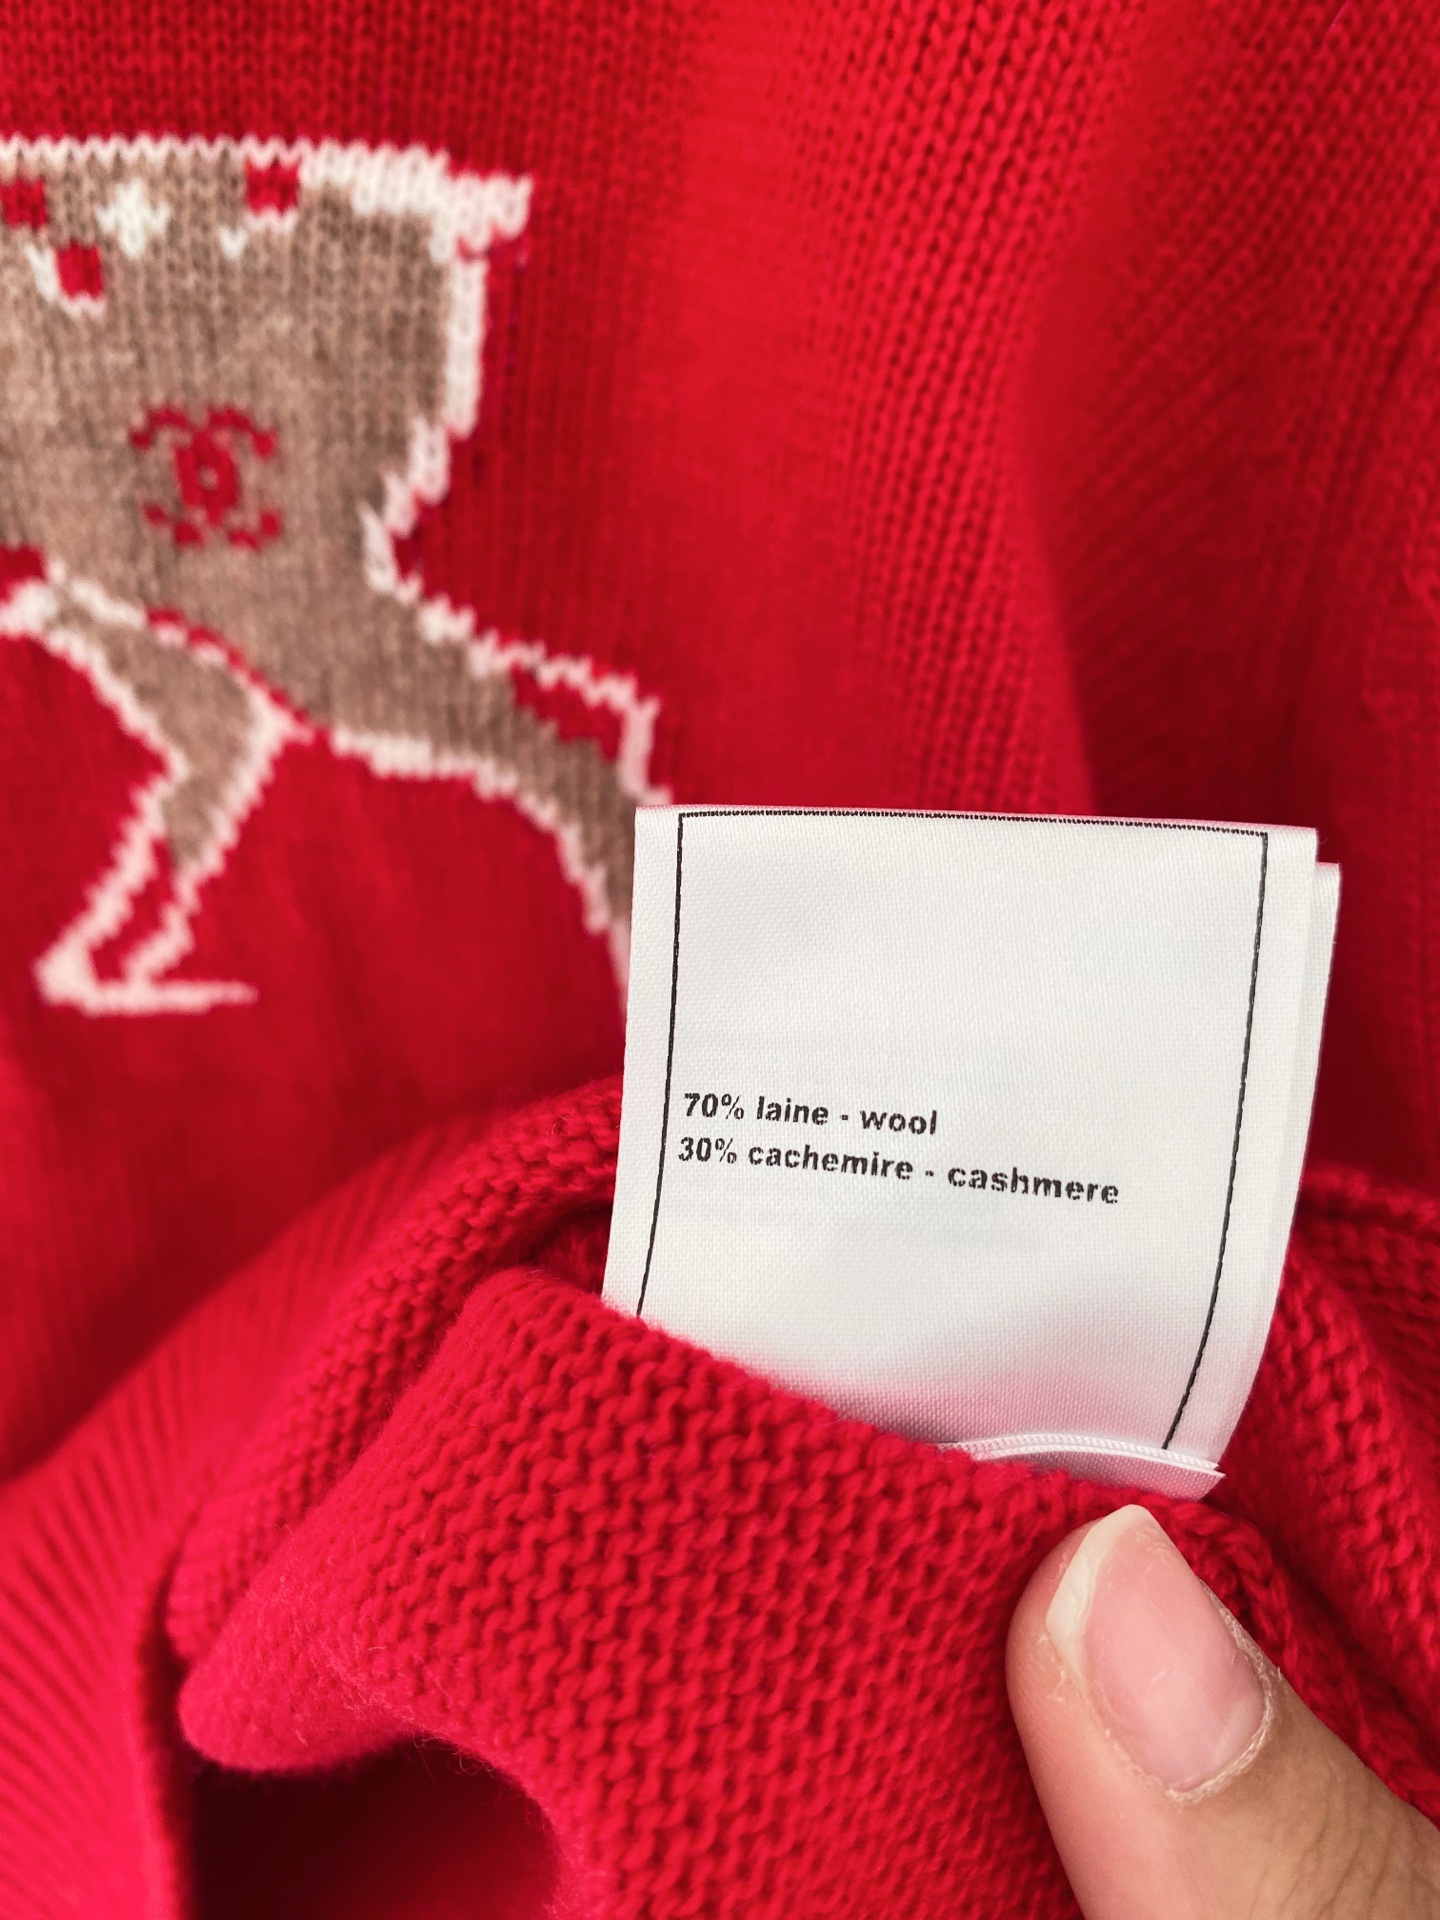 70% laine - wool
30% cachemire - cashmere